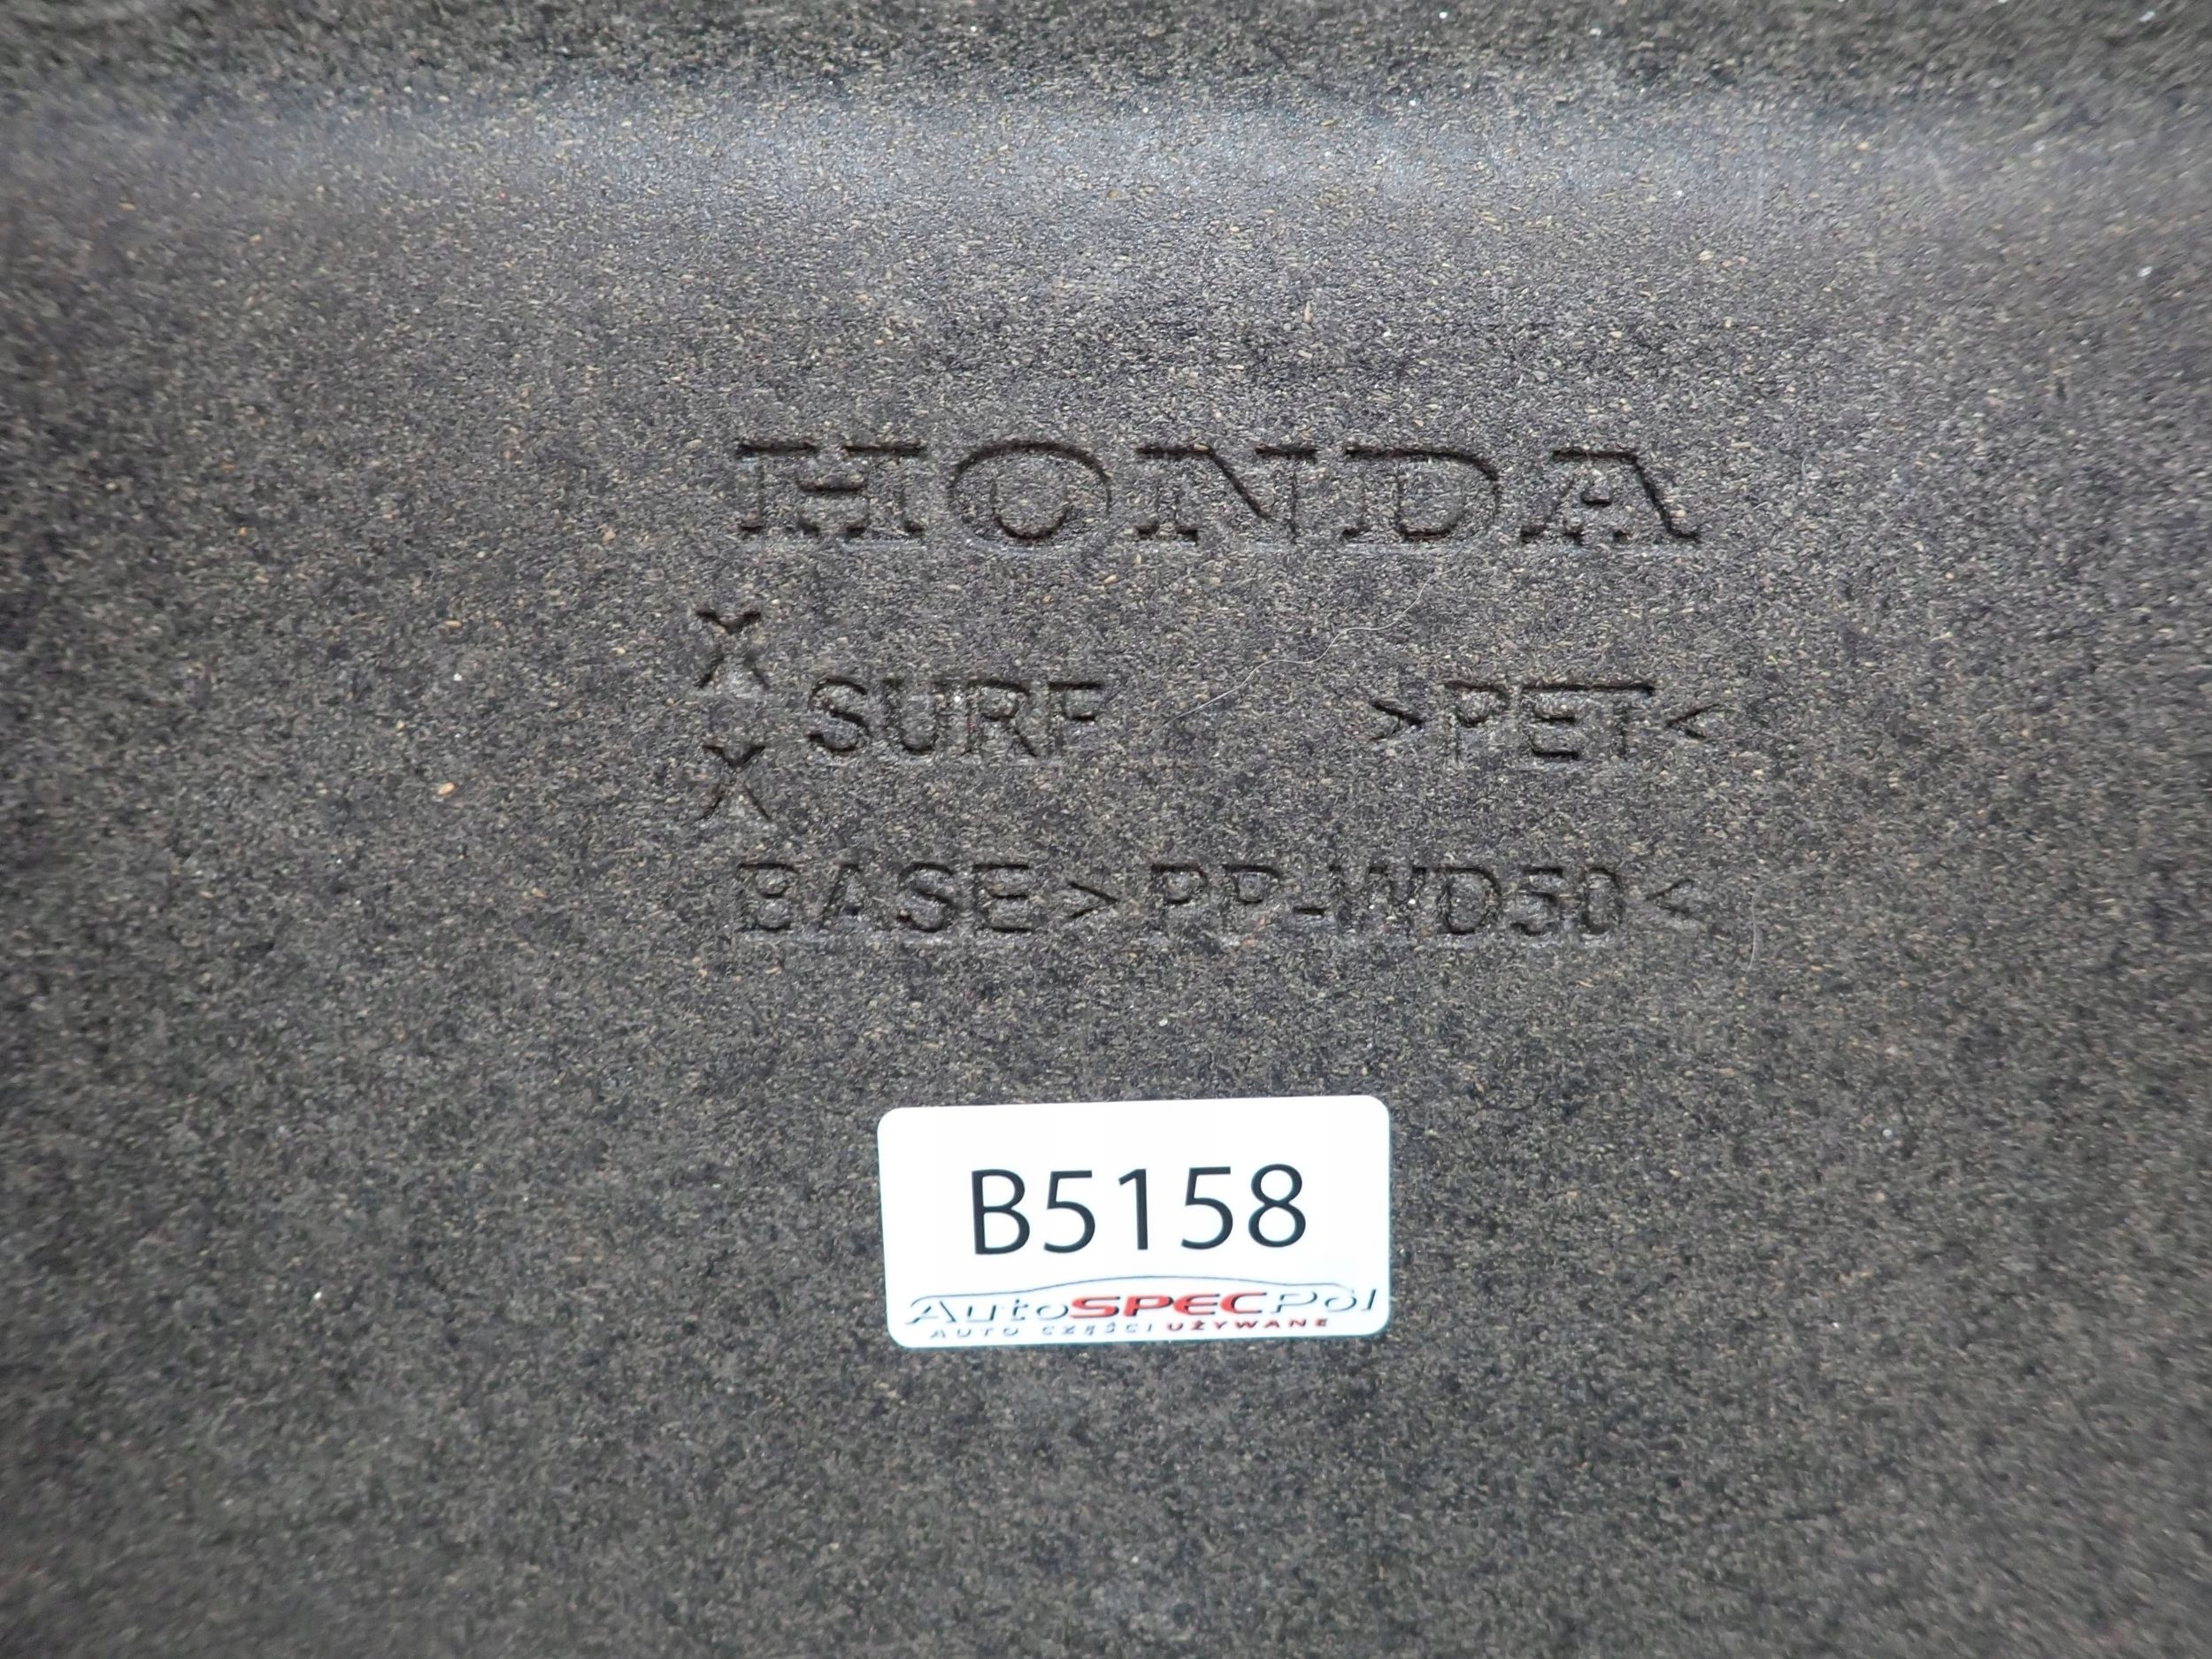 HONDA
X
SURF >PET<
X
BASE>PP-WD50<
B5158
AutoSPECPol
AUTO CZĘŚCI UŻYWANE